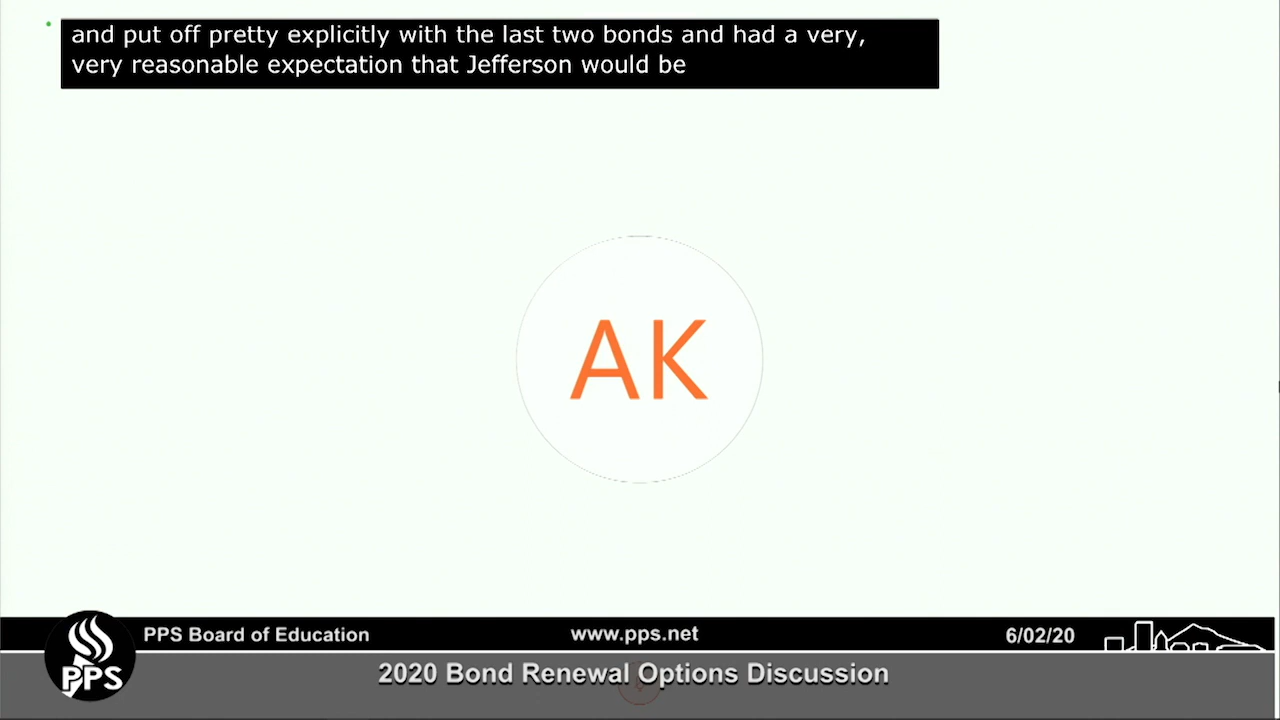 and put off pretty explicitly with the last two bonds and had a very,
very reasonable expectation that Jefferson would be
AK
PPS Board of Education
www.pps.net
6/02/20
PPS
2020 Bond Renewal Options Discussion